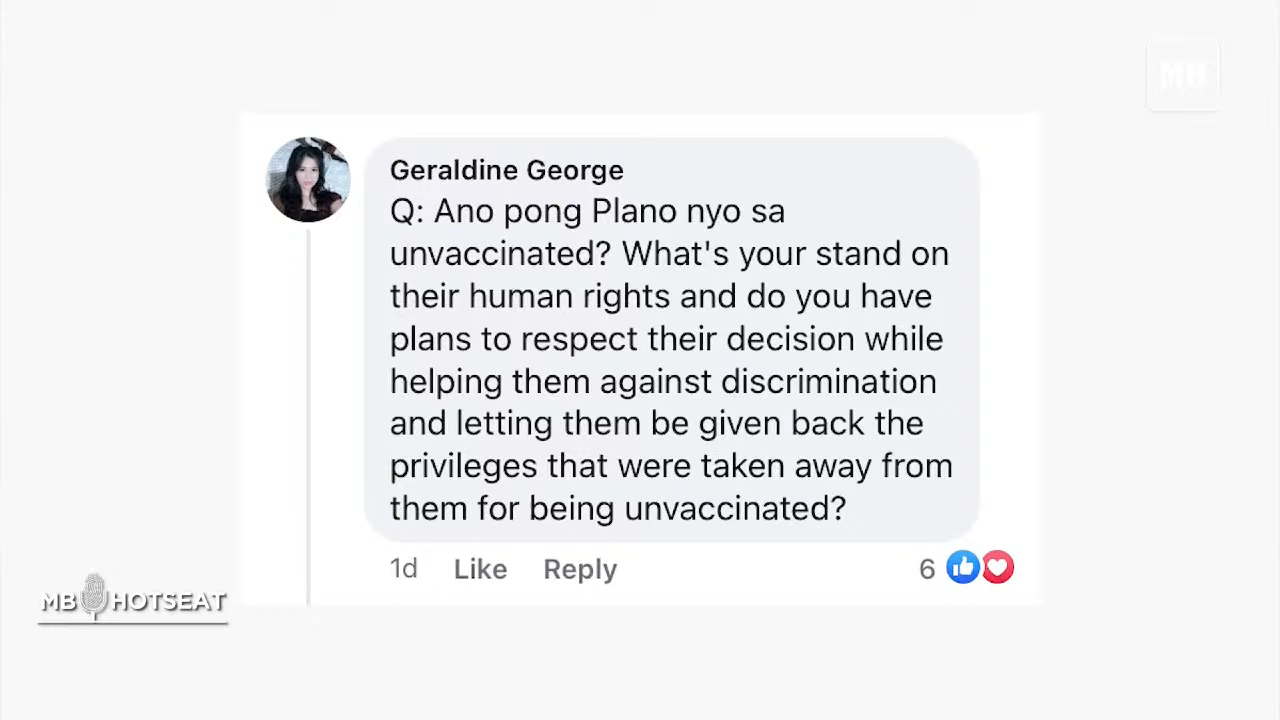 MB
Geraldine George
Q: Ano pong Plano nyo sa
unvaccinated? What's your stand on
their human rights and do you have
plans to respect their decision while
helping them against discrimination
and letting them be given back the
privileges that were taken away from
them for being unvaccinated?
1d Like Reply 6
MB HOTSEAT